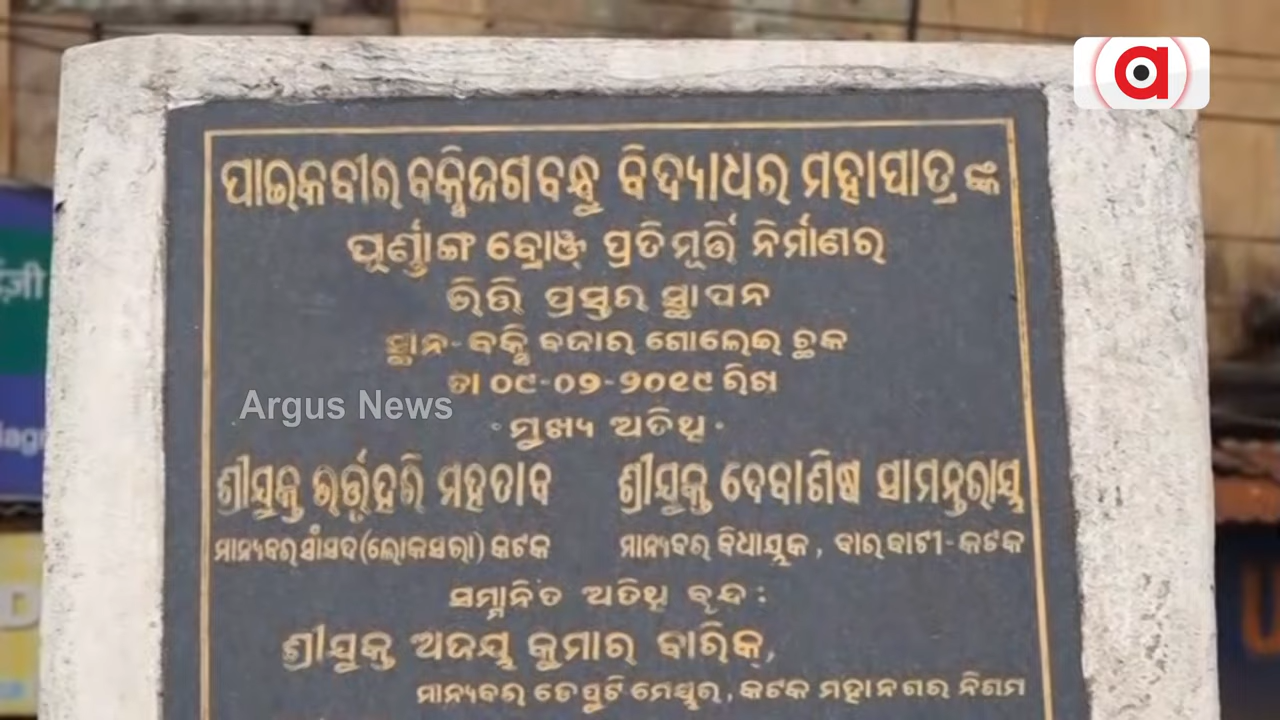 ପାଇକବୀର ବକ୍ସିଜଗବନ୍ଧୁ ବିଦ୍ୟାଧର ମହାପାତ୍ରଙ୍କ
ପୂର୍ଣ୍ଣାଙ୍ଗ ବ୍ରୋଞ୍ଜ୍ ପ୍ରତିମୂର୍ତ୍ତି ନିର୍ମାଣର
ଭିତ୍ତି ପ୍ରସ୍ତର ସ୍ଥାପନ
ସ୍ଥାନ-ବକ୍ସି ବଜାର ଗୋଲେଇ ଚ୍ଛକ
ତା ୦୯-୦୨-୨୦୧୯ ରିଖ
Argus News
ମୁଖ୍ୟ ଅତିଥି
ଶ୍ରୀଯୁକ୍ତ ଭର୍ତ୍ତୃହରି ମହତାବ ଶ୍ରୀଯୁକ୍ତ ଦେବାଶିଷ ସାମନ୍ତରାୟ
ମାନ୍ୟବର ସାଂସଦ(ଲୋକସଭା) କଟକ ମାନ୍ୟବର ବିଧାୟକ, ବାରବାଟୀ-କଟକ
ସମ୍ମାନିତ ଅତିଥି ବୃନ୍ଦ :
ଶ୍ରୀଯୁକ୍ତ ଅଜୟ କୁମାର ବାରିକ୍,
ମାନ୍ୟବର ଡେପୁଟି ମେୟର, କଟକ ମହାନଗର ନିଗମ